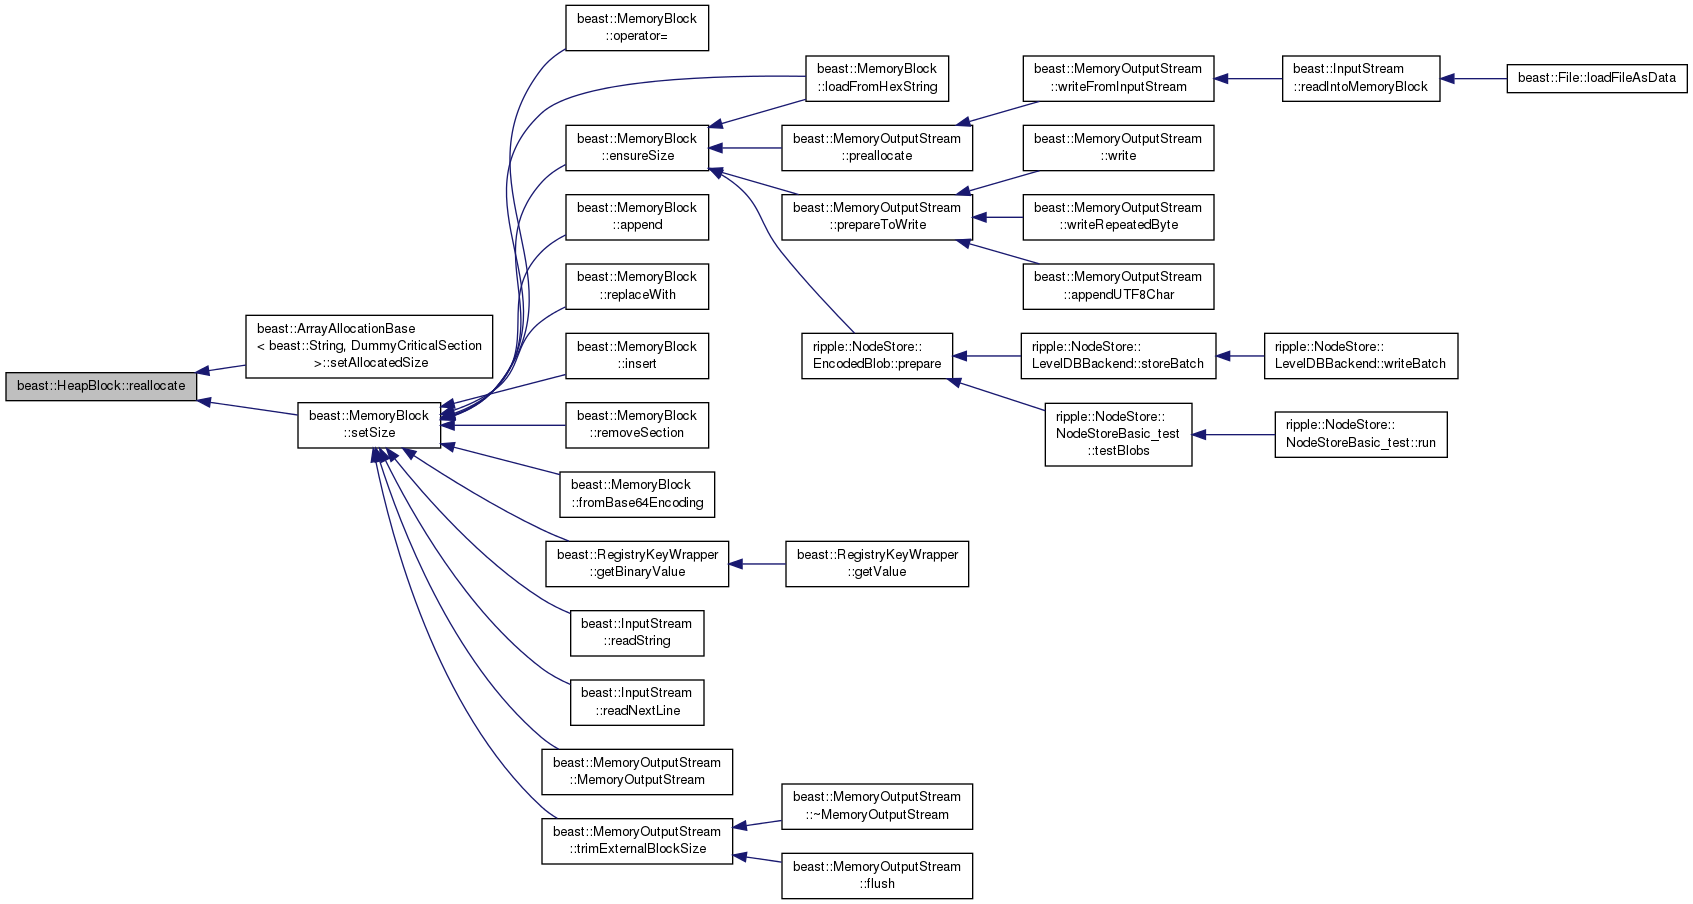 beast::HeapBlock::reallocate
beast::ArrayAllocationBase
< beast::String, DummyCriticalSection
>::setAllocatedSize
beast::MemoryBlock
::setSize
beast::MemoryBlock
::operator=
beast::MemoryBlock
::loadFromHexString
beast::MemoryBlock
::ensureSize
beast::MemoryBlock
::append
beast::MemoryBlock
::replaceWith
beast::MemoryBlock
::insert
beast::MemoryBlock
::removeSection
beast::MemoryBlock
::fromBase64Encoding
beast::RegistryKeyWrapper
::getBinaryValue
beast::InputStream
::readString
beast::InputStream
::readNextLine
beast::MemoryOutputStream
::MemoryOutputStream
beast::MemoryOutputStream
::trimExternalBlockSize
beast::MemoryOutputStream
::preallocate
beast::MemoryOutputStream
::prepareToWrite
ripple::NodeStore::
EncodedBlob::prepare
beast::RegistryKeyWrapper
::getValue
beast::MemoryOutputStream
::~MemoryOutputStream
beast::MemoryOutputStream
::flush
beast::MemoryOutputStream
::writeFromInputStream
beast::MemoryOutputStream
::write
beast::MemoryOutputStream
::writeRepeatedByte
beast::MemoryOutputStream
::appendUTF8Char
ripple::NodeStore::
LevelDBBackend::storeBatch
ripple::NodeStore::
NodeStoreBasic_test
::testBlobs
beast::InputStream
::readIntoMemoryBlock
ripple::NodeStore::
LevelDBBackend::writeBatch
ripple::NodeStore::
NodeStoreBasic_test::run
beast::File::loadFileAsData